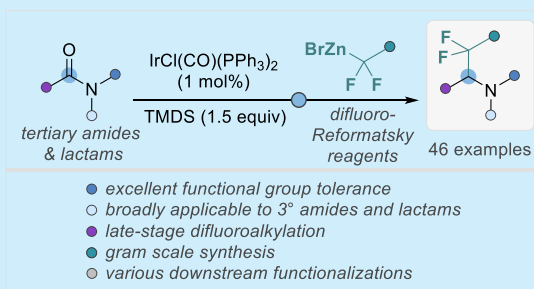 O
N
IrCl(CO)(PPh3)2
(1 mol%)
TMDS (1.5 equiv)
tertiary amides
& lactams
BrZn
F F
difluoro-
Reformatsky
reagents
F
F
N
46 examples
excellent functional group tolerance
broadly applicable to 3° amides and lactams
late-stage difluoroalkylation
gram scale synthesis
various downstream functionalizations